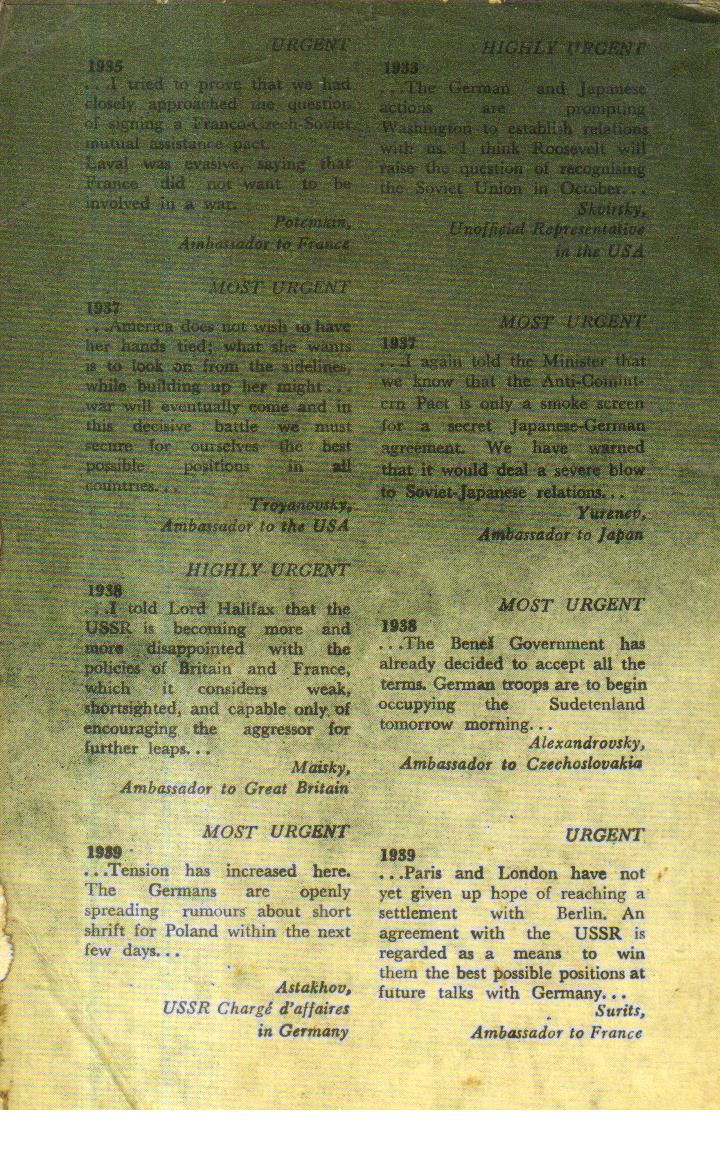 URGENT
1935
. . .I tried to prove that we had
closely approached the question
of signing a Franco-Czech-Soviet
mutual assistance pact.
Laval was evasive, saying that
France did not want to be
involved in a war.
Potemkin,
Ambassador to France
MOST URGENT
1937
. . .America does not wish to have
her hands tied; what she wants
is to look on from the sidelines,
while building up her might. . .
war will eventually come and in
this decisive battle we must
secure for ourselves the best
possible positions in all
countries. . .
Troyanovsky,
Ambassador to the USA
HIGHLY URGENT
1938
. . .I told Lord Halifax that the
USSR is becoming more and
more disappointed with the
policies of Britain and France,
which it considers weak,
shortsighted, and capable only of
encouraging the aggressor for
further leaps. . .
Maisky,
Ambassador to Great Britain
MOST URGENT
1939
. . .Tension has increased here.
The Germans are openly
spreading rumours about short
shrift for Poland within the next
few days. . .
Astakhov,
USSR Chargé d'affaires
in Germany
HIGHLY URGENT
1933
. . .The German and Japanese
actions are prompting
Washington to establish relations
with us. I think Roosevelt will
raise the question of recognising
the Soviet Union in October. . .
Skvirsky,
Unofficial Representative
in the USA
MOST URGENT
1937
. . .I again told the Minister that
we know that the Anti-Comint-
ern Pact is only a smoke screen
for a secret Japanese-German
agreement. We have warned
that it would deal a severe blow
to Soviet-Japanese relations. . .
Yurenev,
Ambassador to Japan
MOST URGENT
1938
. . .The Beneš Government has
already decided to accept all the
terms. German troops are to begin
occupying the Sudetenland
tomorrow morning. . .
Alexandrovsky,
Ambassador to Czechoslovakia
URGENT
1939
. . .Paris and London have not
yet given up hope of reaching a
settlement with Berlin. An
agreement with the USSR is
regarded as a means to win
them the best possible positions at
future talks with Germany. . .
Surits,
Ambassador to France